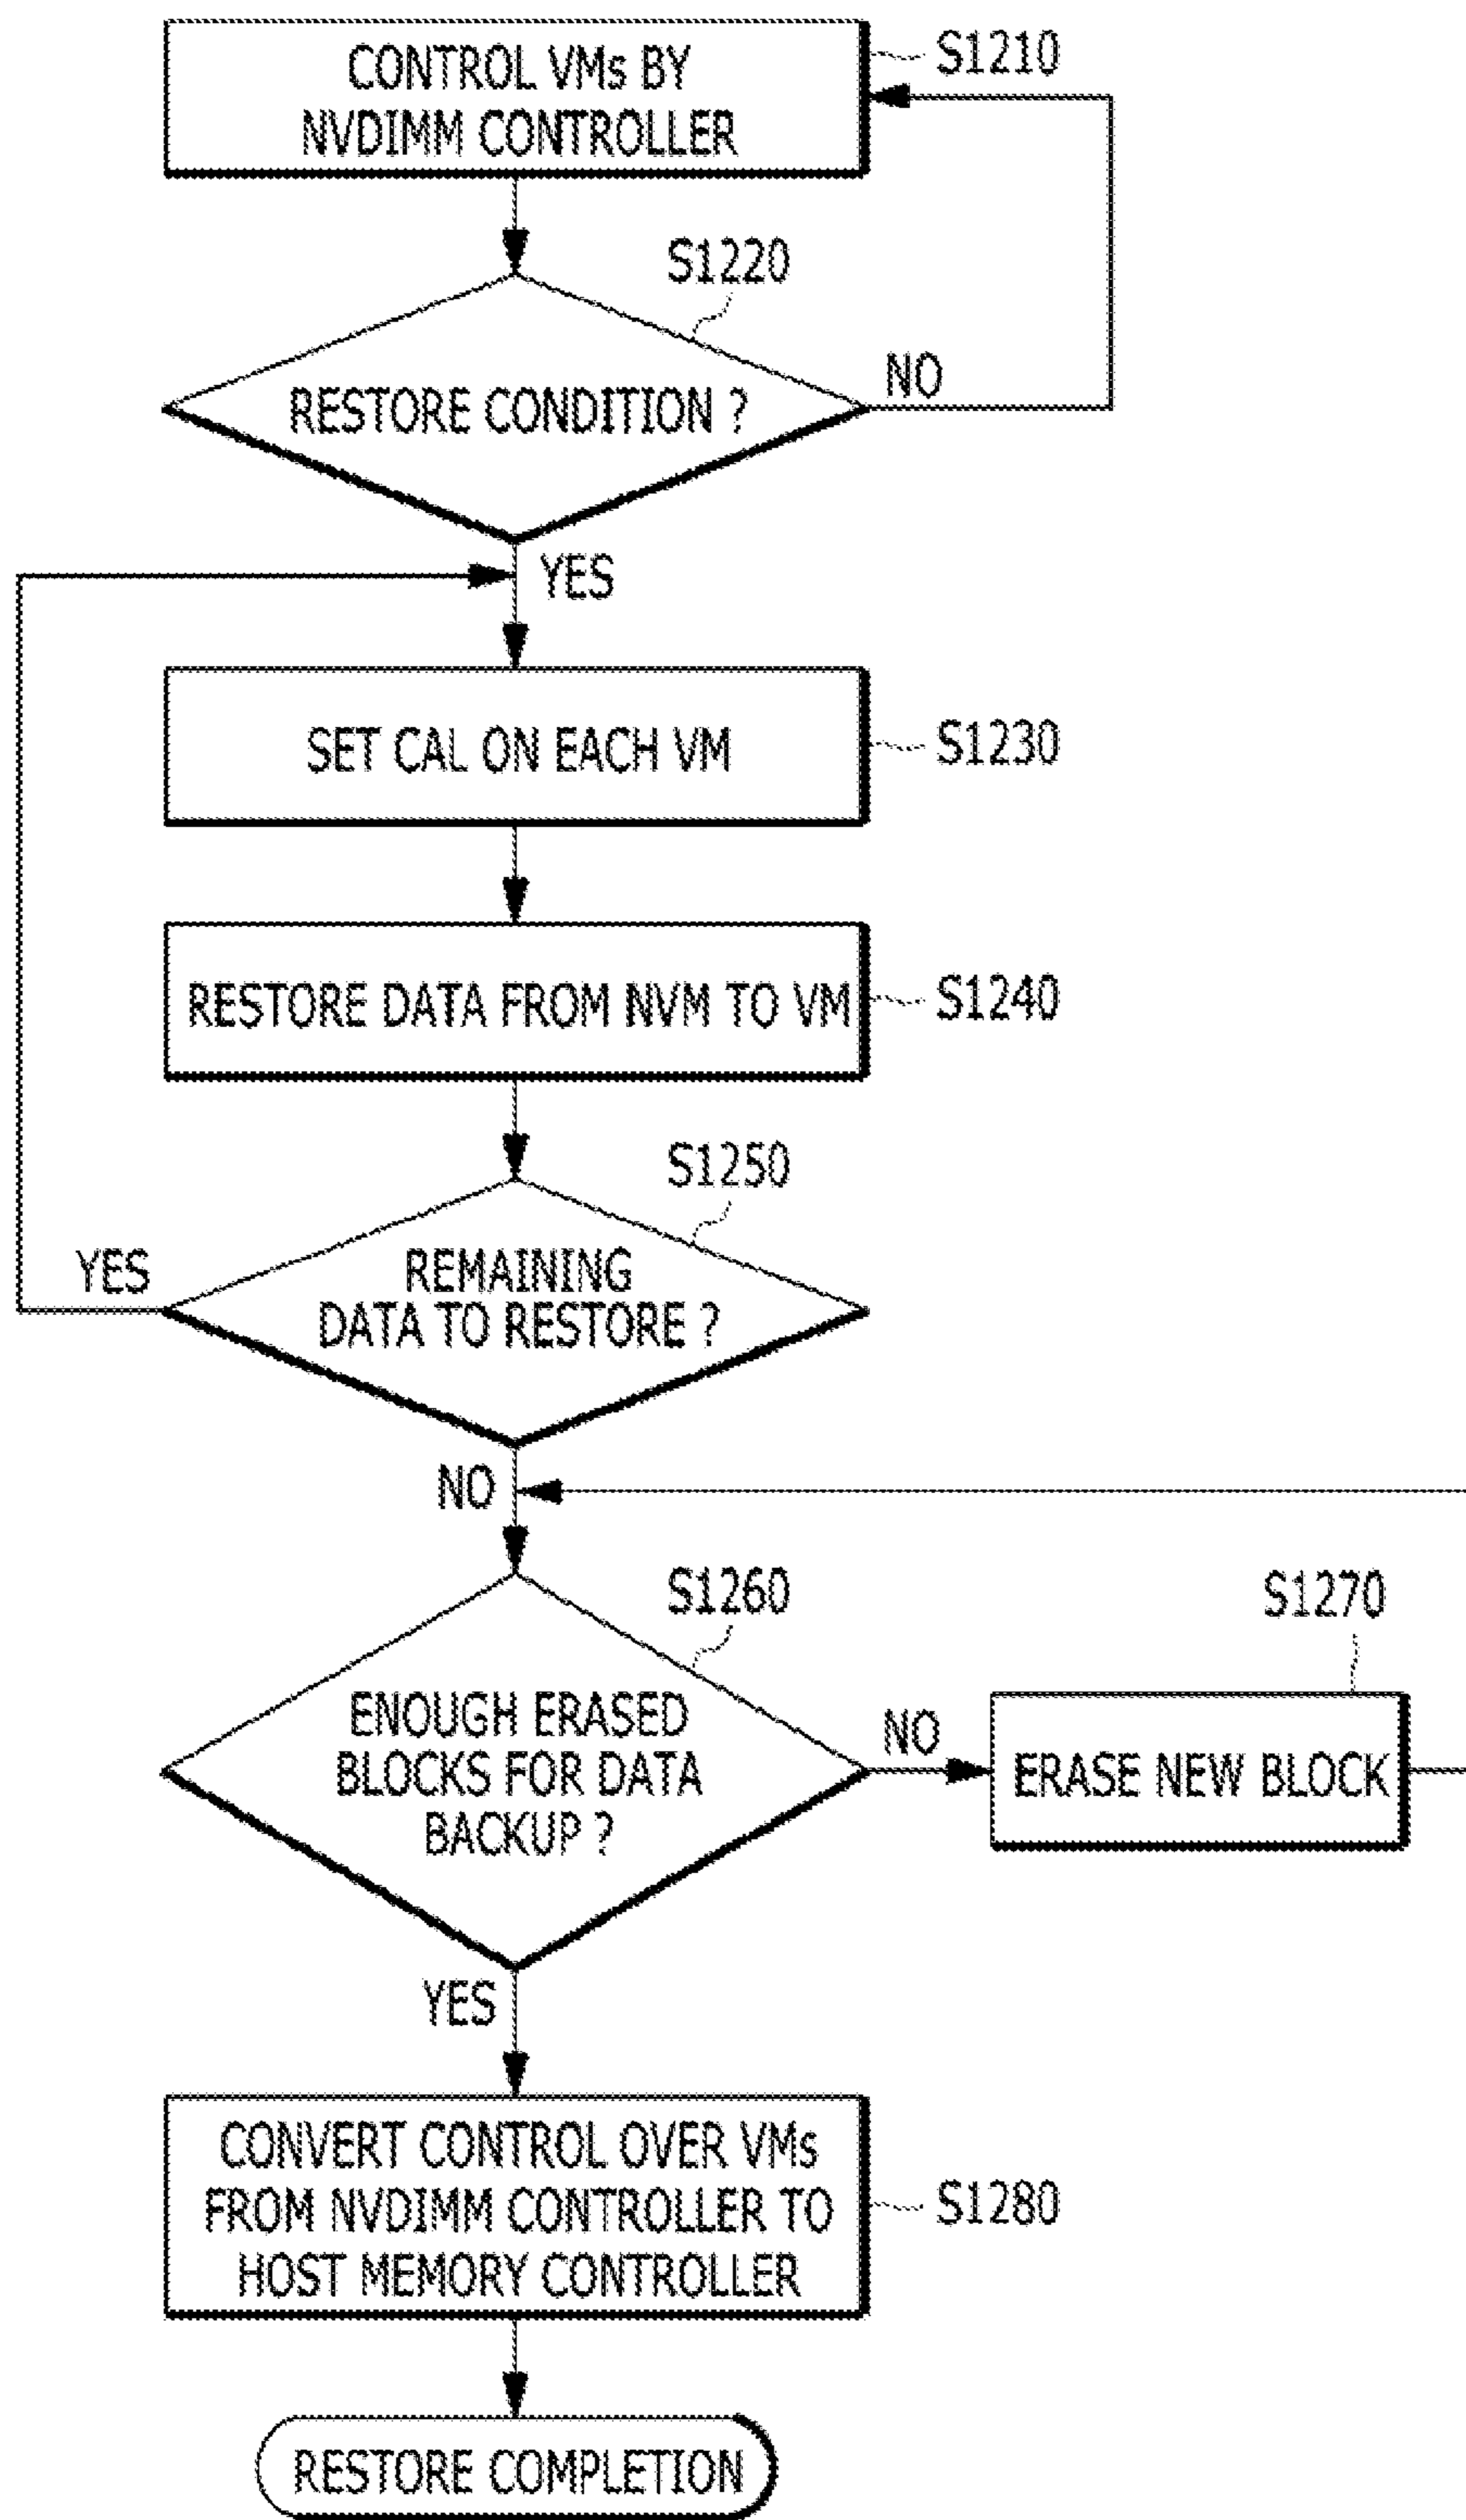 CONTROL VMs BY
NVDIMM CONTROLLER
S1210
S1220
RESTORE CONDITION ?
NO
YES
SET CAL ON EACH VM
S1230
RESTORE DATA FROM NVM TO VM
S1240
S1250
YES
REMAINING
DATA TO RESTORE ?
NO
S1260
S1270
ENOUGH ERASED
BLOCKS FOR DATA
BACKUP ?
NO
ERASE NEW BLOCK
YES
CONVERT CONTROL OVER VMs
FROM NVDIMM CONTROLLER TO
HOST MEMORY CONTROLLER
S1280
RESTORE COMPLETION